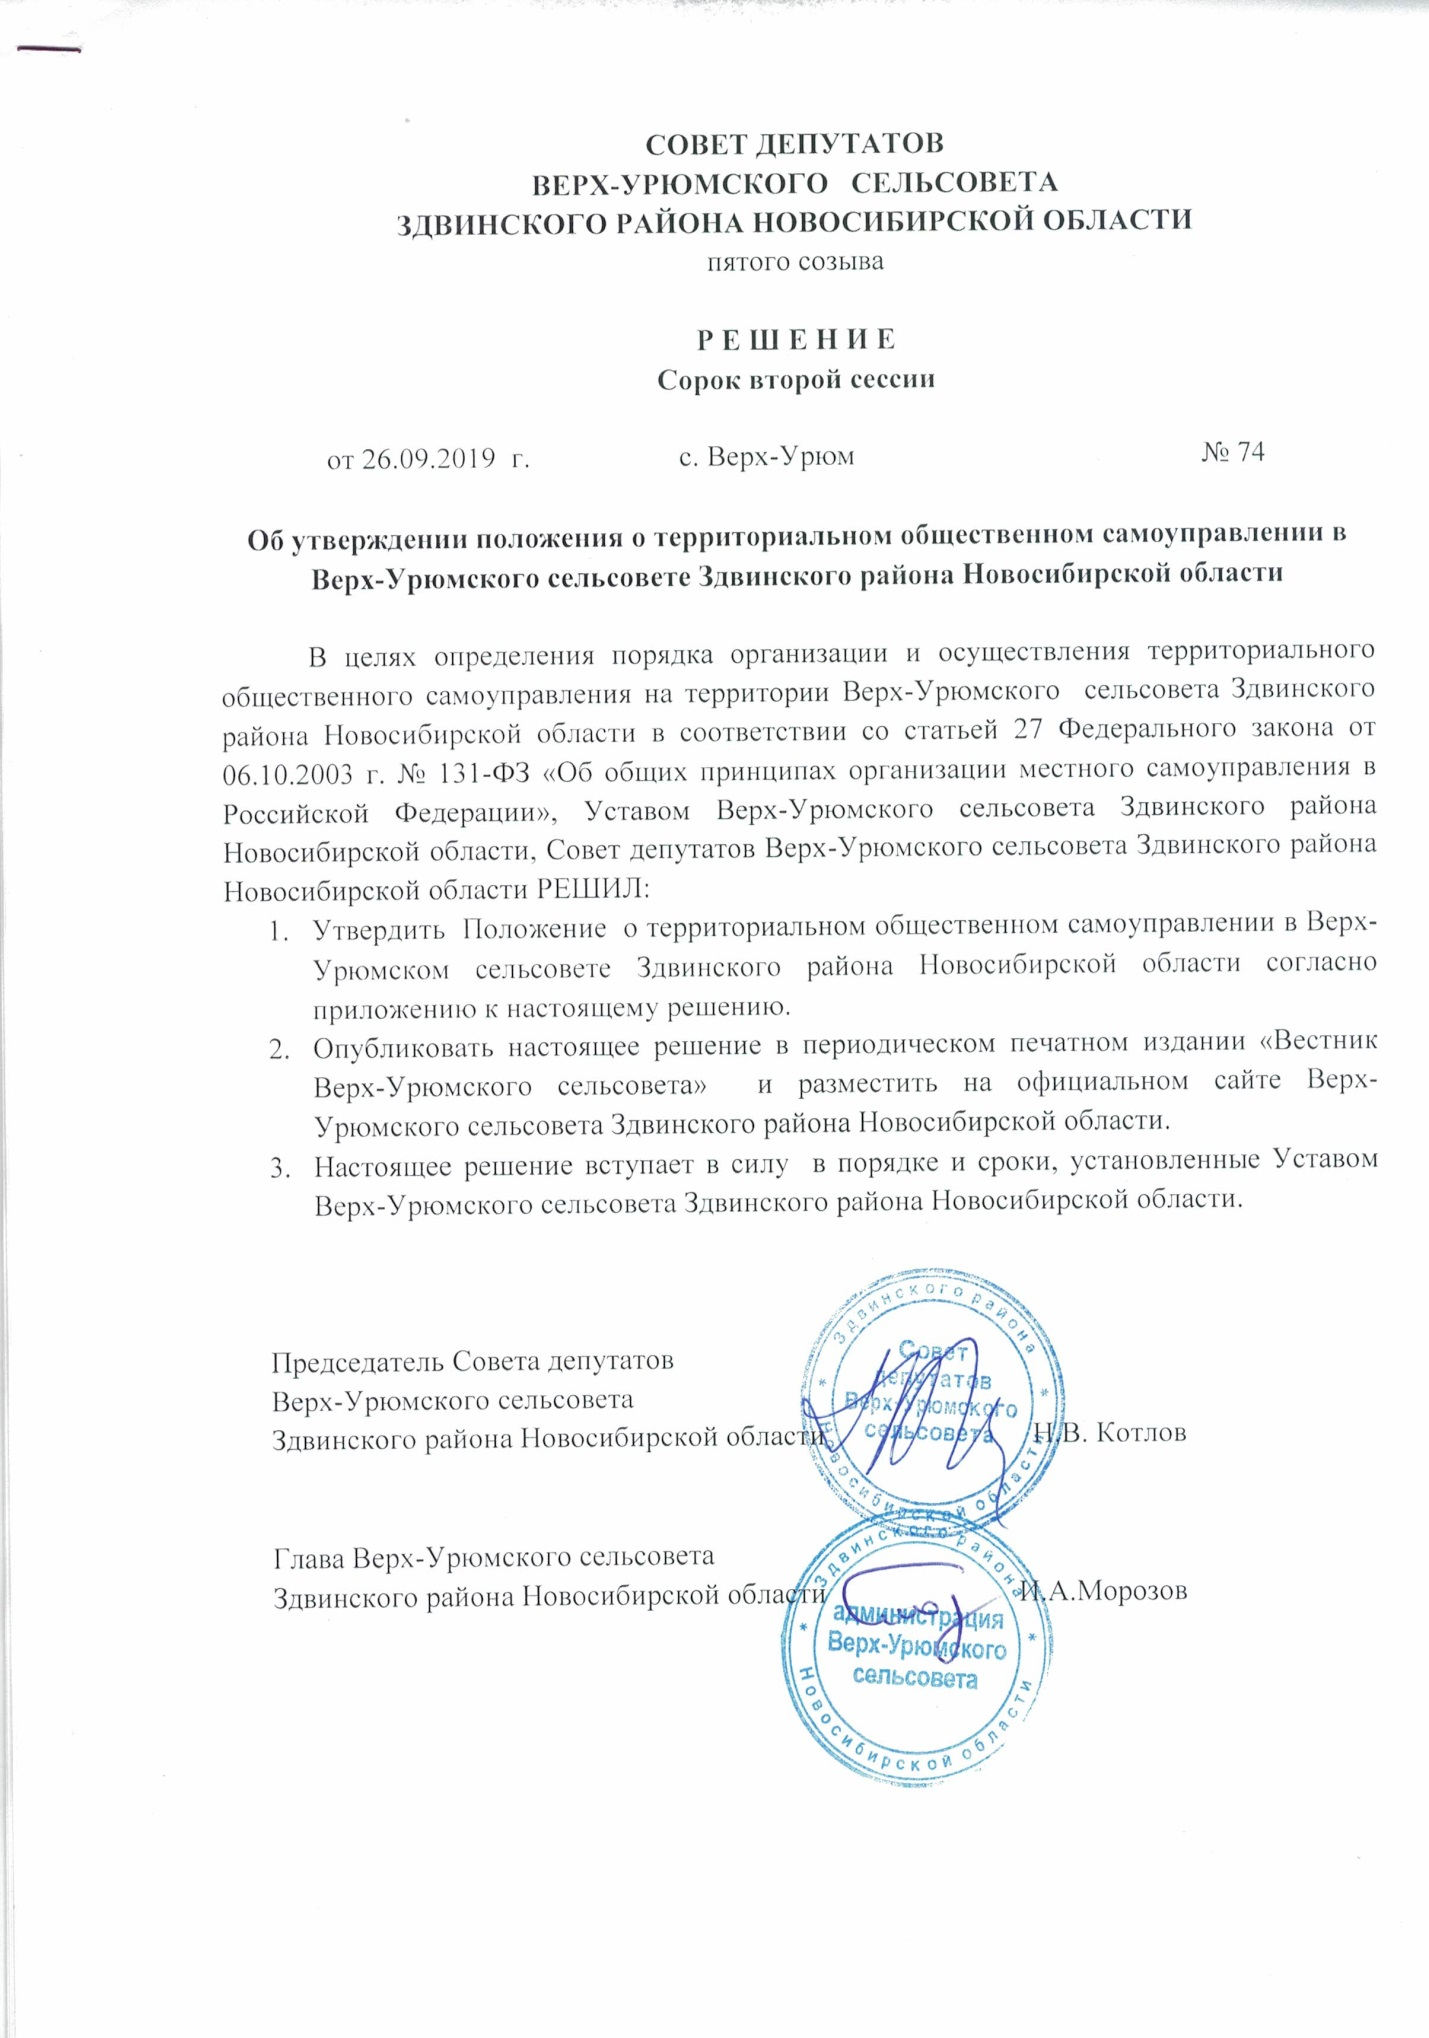 СОВЕТ ДЕПУТАТОВ
ВЕРХ-УРЮМСКОГО СЕЛЬСОВЕТА
ЗДВИНСКОГО РАЙОНА НОВОСИБИРСКОЙ ОБЛАСТИ
пятого созыва
Р Е Ш Е Н И Е
Сорок второй сессии
от 26.09.2019 г. с. Верх-Урюм № 74
Об утверждении положения о территориальном общественном самоуправлении в
Верх-Урюмского сельсовете Здвинского района Новосибирской области
В целях определения порядка организации и осуществления территориального
общественного самоуправления на территории Верх-Урюмского сельсовета Здвинского
района Новосибирской области в соответствии со статьей 27 Федерального закона от
06.10.2003 г. № 131-ФЗ «Об общих принципах организации местного самоуправления в
Российской Федерации», Уставом Верх-Урюмского сельсовета Здвинского района
Новосибирской области, Совет депутатов Верх-Урюмского сельсовета Здвинского района
Новосибирской области РЕШИЛ:
1. Утвердить Положение о территориальном общественном самоуправлении в Верх-
Урюмском сельсовете Здвинского района Новосибирской области согласно
приложению к настоящему решению.
2. Опубликовать настоящее решение в периодическом печатном издании «Вестник
Верх-Урюмского сельсовета» и разместить на официальном сайте Верх-
Урюмского сельсовета Здвинского района Новосибирской области.
3. Настоящее решение вступает в силу в порядке и сроки, установленные Уставом
Верх-Урюмского сельсовета Здвинского района Новосибирской области.
Председатель Совета депутатов
Верх-Урюмского сельсовета
Здвинского района Новосибирской области Н.В. Котлов
Здвинского района
Совет
депутатов
Верх-Урюмского
сельсовета
* Новосибирской области *
Глава Верх-Урюмского сельсовета
Здвинского района Новосибирской области И.А.Морозов
Здвинского района
администрация
Верх-Урюмского
сельсовета
* Новосибирской области *